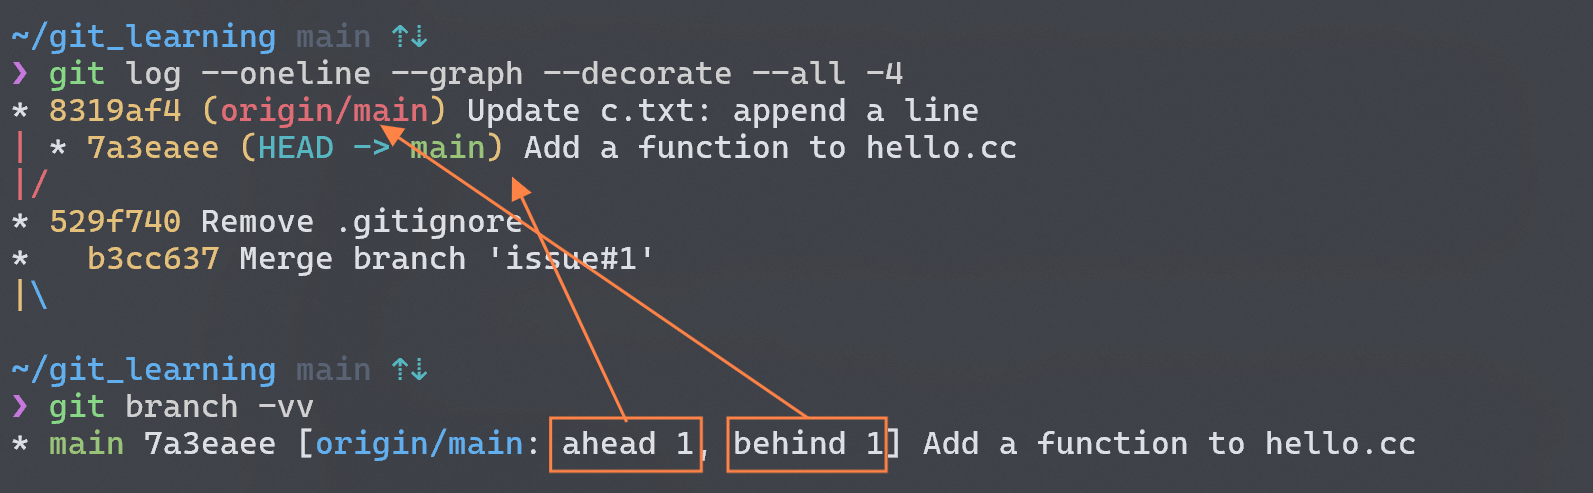 ~/git_learning main ⇡⇣
❯ git log --oneline --graph --decorate --all -4
* 8319af4 (origin/main) Update c.txt: append a line
| * 7a3eaee (HEAD -> main) Add a function to hello.cc
|/
* 529f740 Remove .gitignore
*   b3cc637 Merge branch 'issue#1'
|\
~/git_learning main ⇡⇣
❯ git branch -vv
* main 7a3eaee [origin/main: ahead 1, behind 1] Add a function to hello.cc